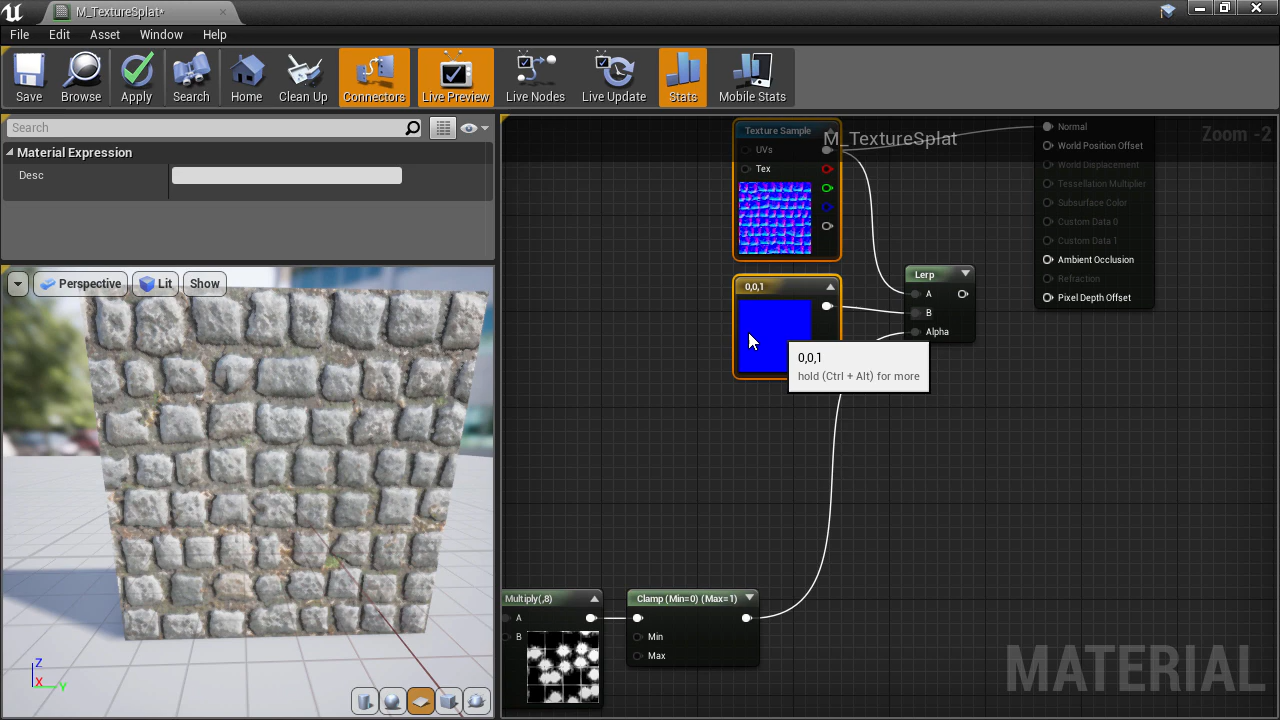 M_TextureSplat*
File Edit Asset Window Help
Save Browse Apply Search Home Clean Up Connectors Live Preview Live Nodes Live Update Stats Mobile Stats
Search
Material Expression
Desc
Perspective Lit Show
Z
X
Y
M_TextureSplat
Zoom -2
Texture Sample
UVs
Tex
0,0,1
0,0,1
hold (Ctrl + Alt) for more
Lerp
A
B
Alpha
Normal
World Position Offset
World Displacement
Tessellation Multiplier
Subsurface Color
Custom Data 0
Custom Data 1
Ambient Occlusion
Refraction
Pixel Depth Offset
Multiply(,8)
A
B
Clamp (Min=0) (Max=1)
Min
Max
MATERIAL